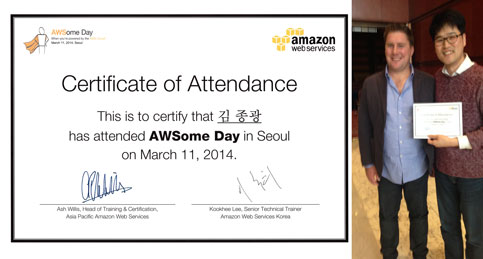 AWSome Day
March 11, 2014, Seoul
amazon
web services
Certificate of Attendance
This is to certify that 김 종광
has attended AWSome Day in Seoul
on March 11, 2014.
Ash Willis, Head of Training & Certification,
Asia Pacific Amazon Web Services
Kookhee Lee, Senior Technical Trainer
Amazon Web Services Korea